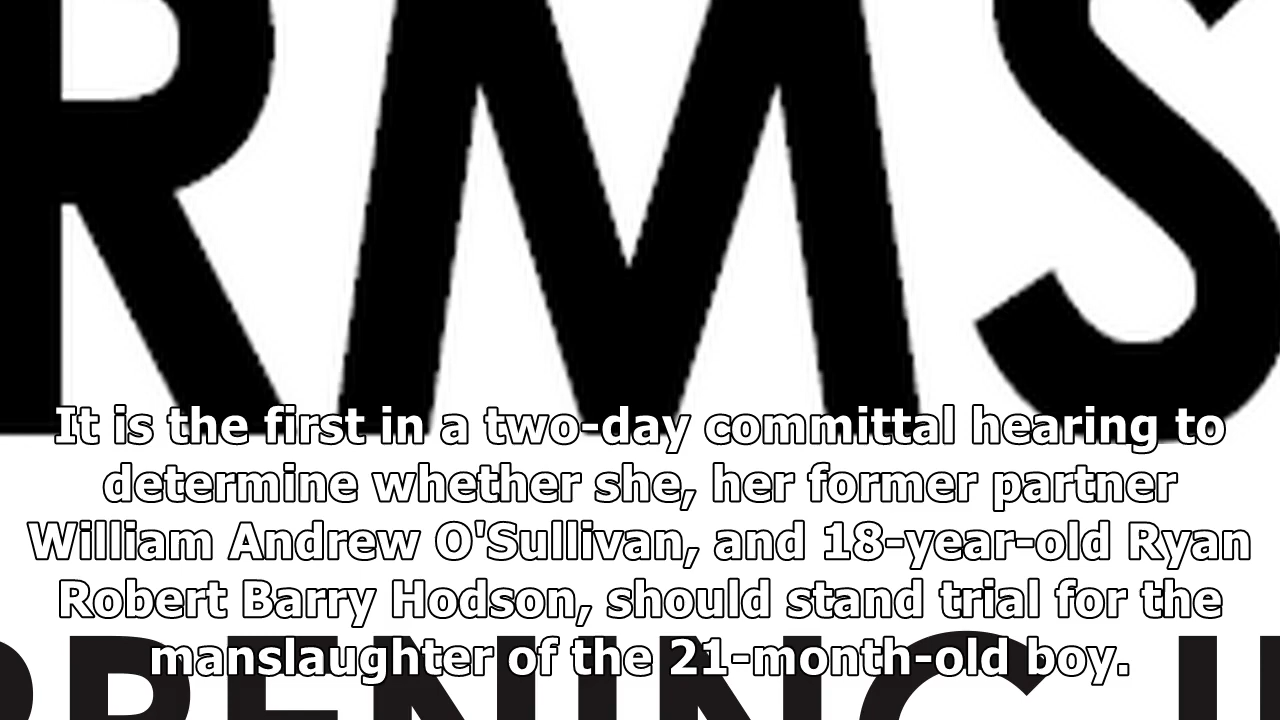 RMS
It is the first in a two-day committal hearing to
determine whether she, her former partner
William Andrew O'Sullivan, and 18-year-old Ryan
Robert Barry Hodson, should stand trial for the
manslaughter of the 21-month-old boy.